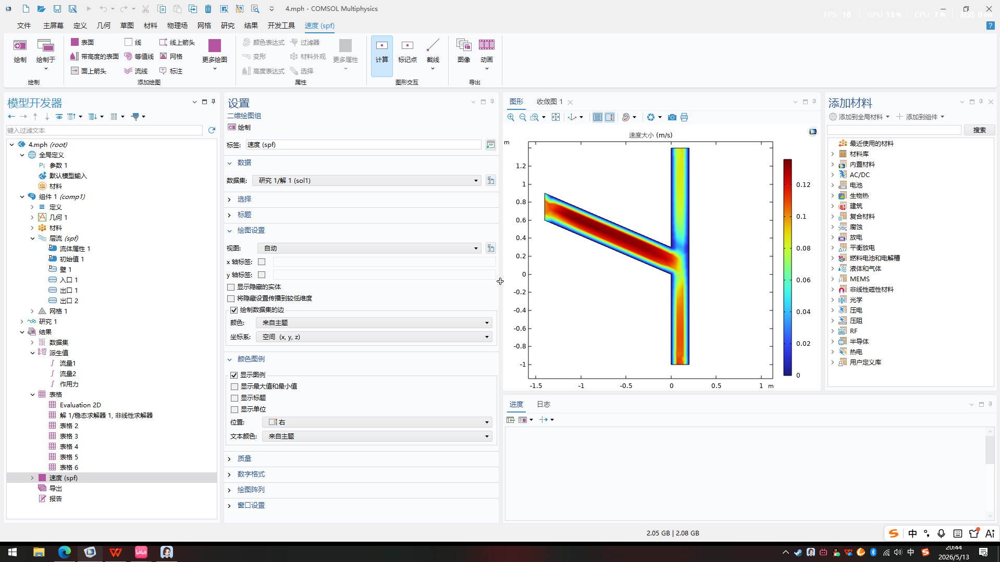 4.mph - COMSOL Multiphysics
FPS 16 GPU 13% CPU 7% 延迟 0ms
文件 主屏幕 定义 几何 草图 材料 物理场 网格 研究 结果 开发工具 速度 (spf)
绘制 绘制于
绘制
表面 线 线上箭头
带高度的表面 等值线 网格
面上箭头 流线 标注
更多绘图
添加绘图
颜色表达式 过滤器
变形 材料外观
高度表达式 选择
更多属性
属性
计算 标记点 截线
图形交互
图像 动画
导出
模型开发器
键入过滤文本
4.mph (root)
全局定义
Pi 参数 1
默认模型输入
材料
组件 1 (comp1)
定义
几何 1
材料
层流 (spf)
流体属性 1
初始值 1
壁 1
入口 1
出口 1
出口 2
网格 1
研究 1
结果
数据集
8.85 e-12 派生值
流量1
流量2
作用力
表格
Evaluation 2D
解 1/稳态求解器 1, 非线性求解器
表格 2
表格 3
表格 4
表格 5
表格 6
速度 (spf)
导出
报告
设置
二维绘图组
绘制
标签: 速度 (spf)
数据
数据集: 研究 1/解 1 (sol1)
选择
标题
绘图设置
视图: 自动
x 轴标签:
y 轴标签:
显示隐藏的实体
将隐藏设置传播到较低维度
绘制数据集的边
颜色: 来自主题
坐标系: 空间 (x, y, z)
颜色图例
显示图例
显示最大值和最小值
显示标题
显示单位
位置: 右
文本颜色: 来自主题
质量
数字格式
绘图阵列
窗口设置
图形 收敛图 1
速度大小 (m/s)
m
1.2
1
0.8
0.6
0.4
0.2
0
-0.2
-0.4
-0.6
-0.8
-1
-1.5 -1 -0.5 0 0.5 1 m
0.12
0.1
0.08
0.06
0.04
0.02
0
进度 日志
添加材料
添加到全局材料 添加到组件
搜索
最近使用的材料
材料库
内置材料
AC/DC
电池
生物热
建筑
复合材料
腐蚀
放电
平衡放电
燃料电池和电解槽
液体和气体
MEMS
非线性磁性材料
光学
压电
压阻
RF
半导体
热电
用户定义库
2.05 GB | 2.08 GB
中
中
20:44
2026/5/13